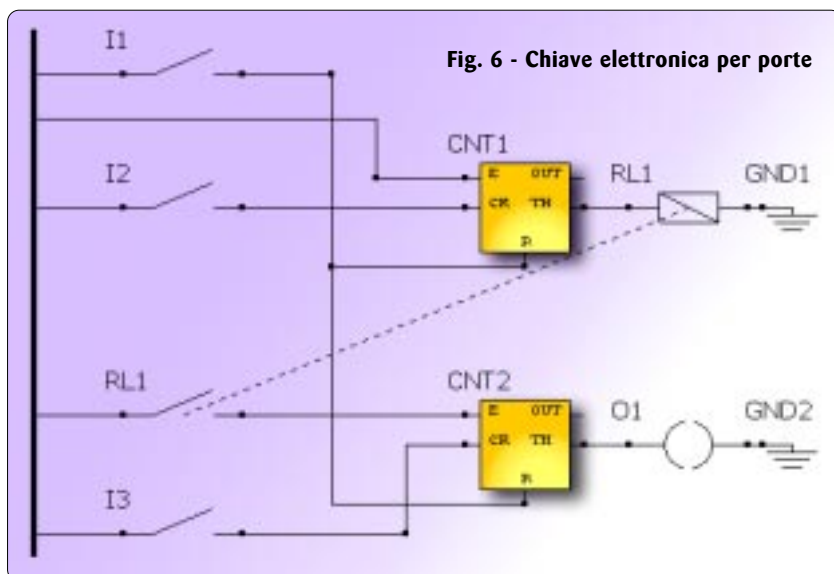 I1
Fig. 6 - Chiave elettronica per porte
CNT1
E OUT
I2
CR TH
RL1
GND1
R
RL1
CNT2
E OUT
O1
GND2
CR TH
I3
R